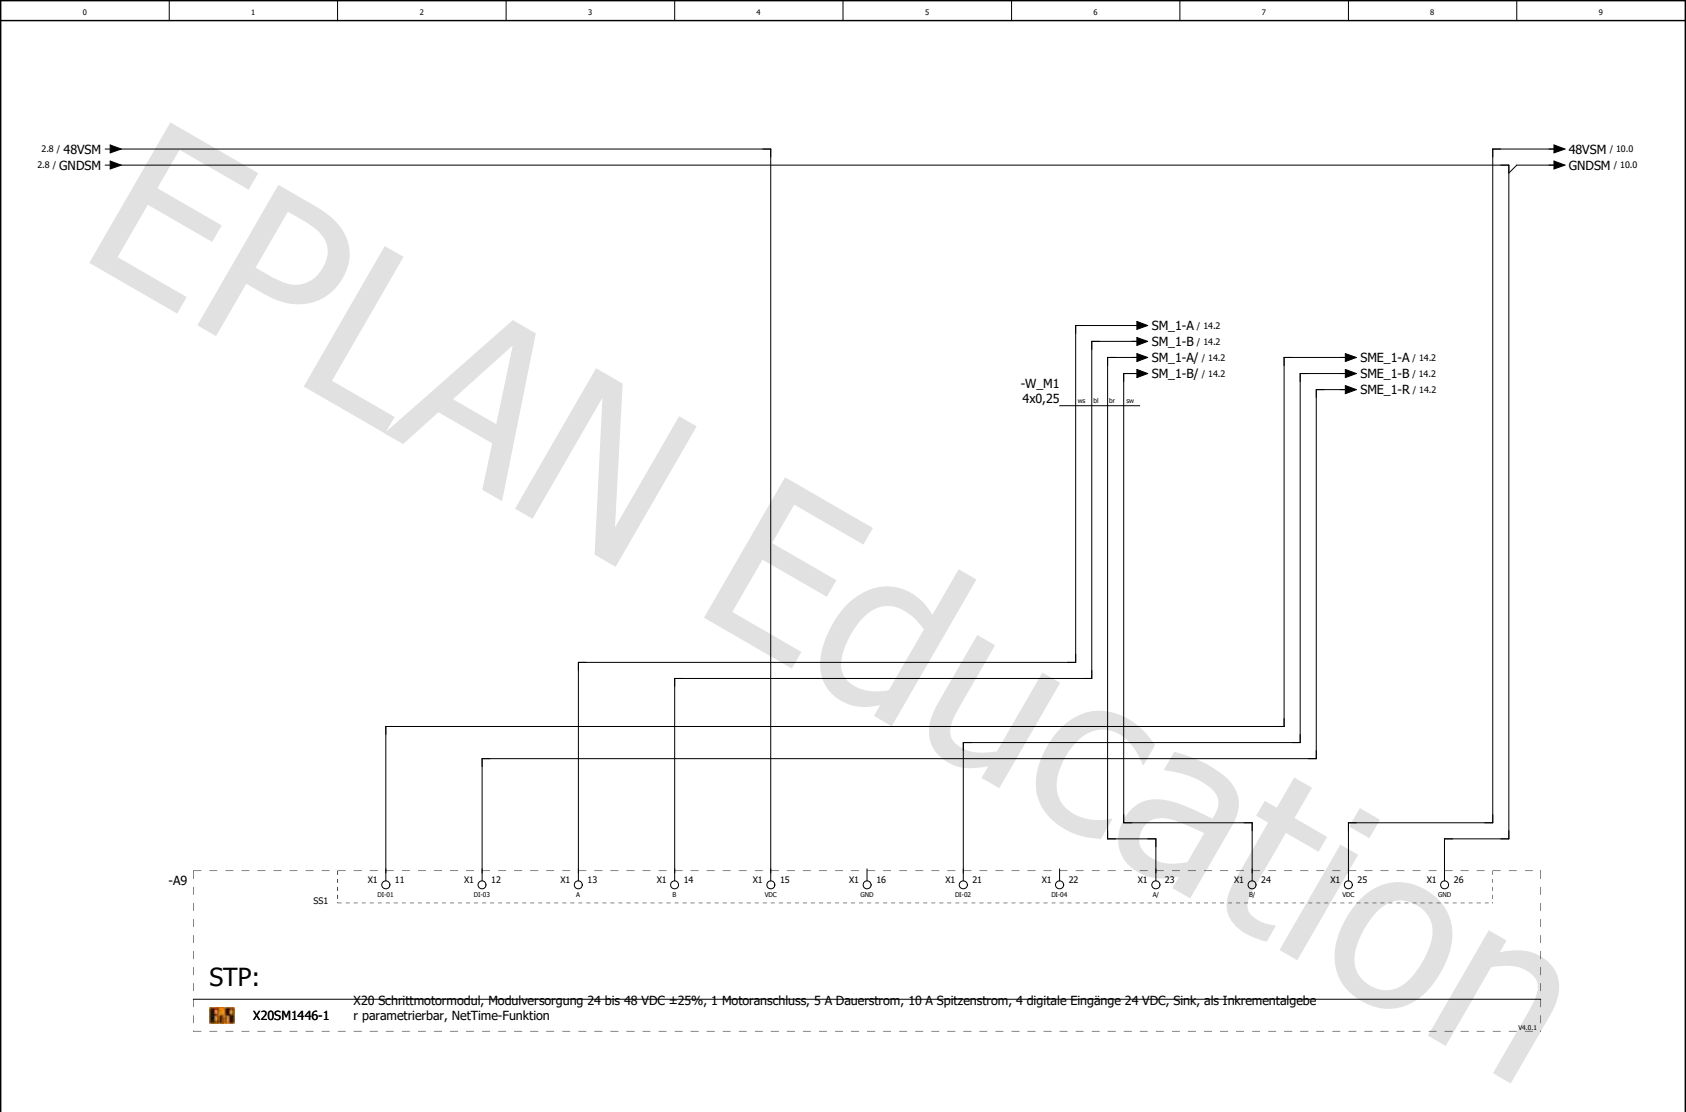 0 1 2 3 4 5 6 7 8 9
2.8 / 48VSM
48VSM / 10.0
2.8 / GNDSM
GNDSM / 10.0
SM_1-A / 14.2
SM_1-B / 14.2
SM_1-A/ / 14.2
SME_1-A / 14.2
SM_1-B/ / 14.2
SME_1-B / 14.2
-W_M1
SME_1-R / 14.2
4x0,25 ws bl br sw
EPLAN Education
-A9 X1 11 X1 12 X1 13 X1 14 X1 15 X1 16 X1 21 X1 22 X1 23 X1 24 X1 25 X1 26
DI-01 DI-03 A B VDC GND DI-02 DI-04 A/ B/ VDC GND
SS1
STP:
X20SM1446-1
X20 Schrittmotormodul, Modulversorgung 24 bis 48 VDC ±25%, 1 Motoranschluss, 5 A Dauerstrom, 10 A Spitzenstrom, 4 digitale Eingänge 24 VDC, Sink, als Inkrementalgebe
r parametrierbar, NetTime-Funktion
V4.0.1